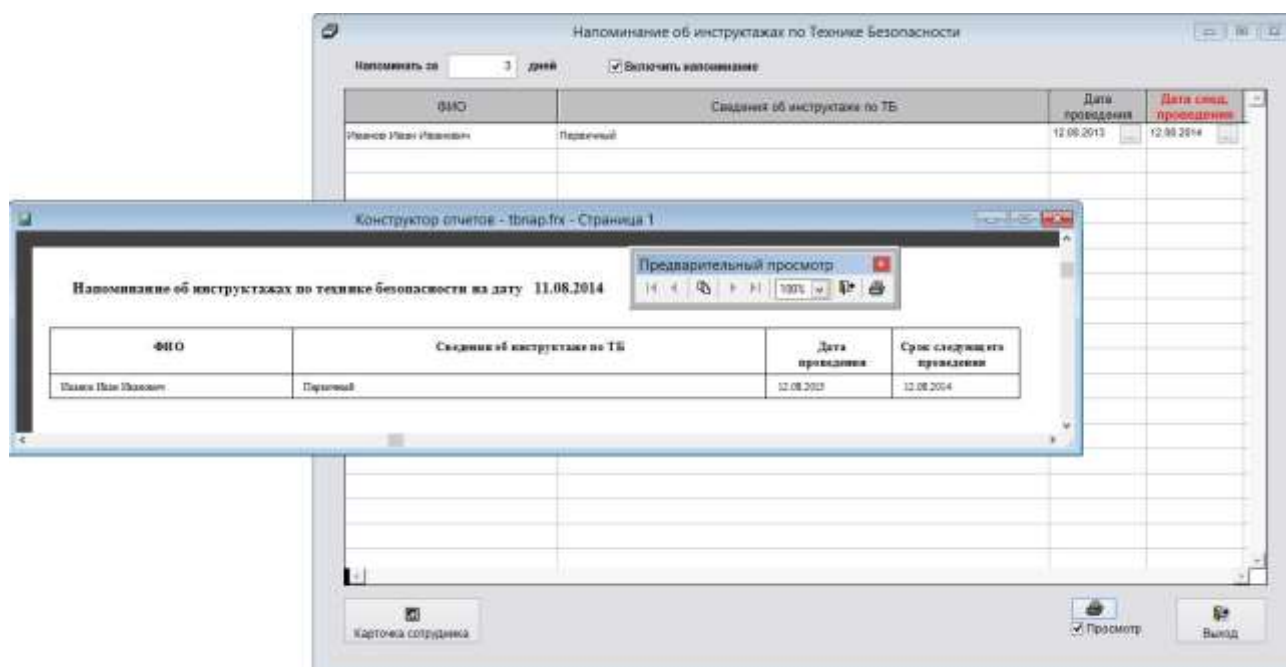 Напоминание об инструктажах по Технике Безопасности
Напоминать за 3 дней Включить напоминание
ФИО Сведения об инструктаже по ТБ Дата проведения Дата след. проведения
Иванов Иван Иванович Первичный 12.08.2013 ... 12.08.2014 ...
Конструктор отчетов - tbnap.frx - Страница 1
Предварительный просмотр
100%
Напоминание об инструктажах по технике безопасности на дату 11.08.2014
ФИО Сведения об инструктаже по ТБ Дата проведения Срок следующего проведения
Иванов Иван Иванович Первичный 12.08.2013 12.08.2014
Карточка сотрудника
Просмотр
Выход